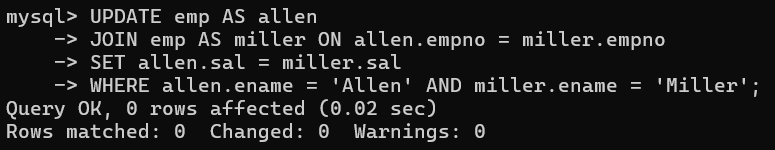 mysql> UPDATE emp AS allen
    -> JOIN emp AS miller ON allen.empno = miller.empno
    -> SET allen.sal = miller.sal
    -> WHERE allen.ename = 'Allen' AND miller.ename = 'Miller';
Query OK, 0 rows affected (0.02 sec)
Rows matched: 0  Changed: 0  Warnings: 0